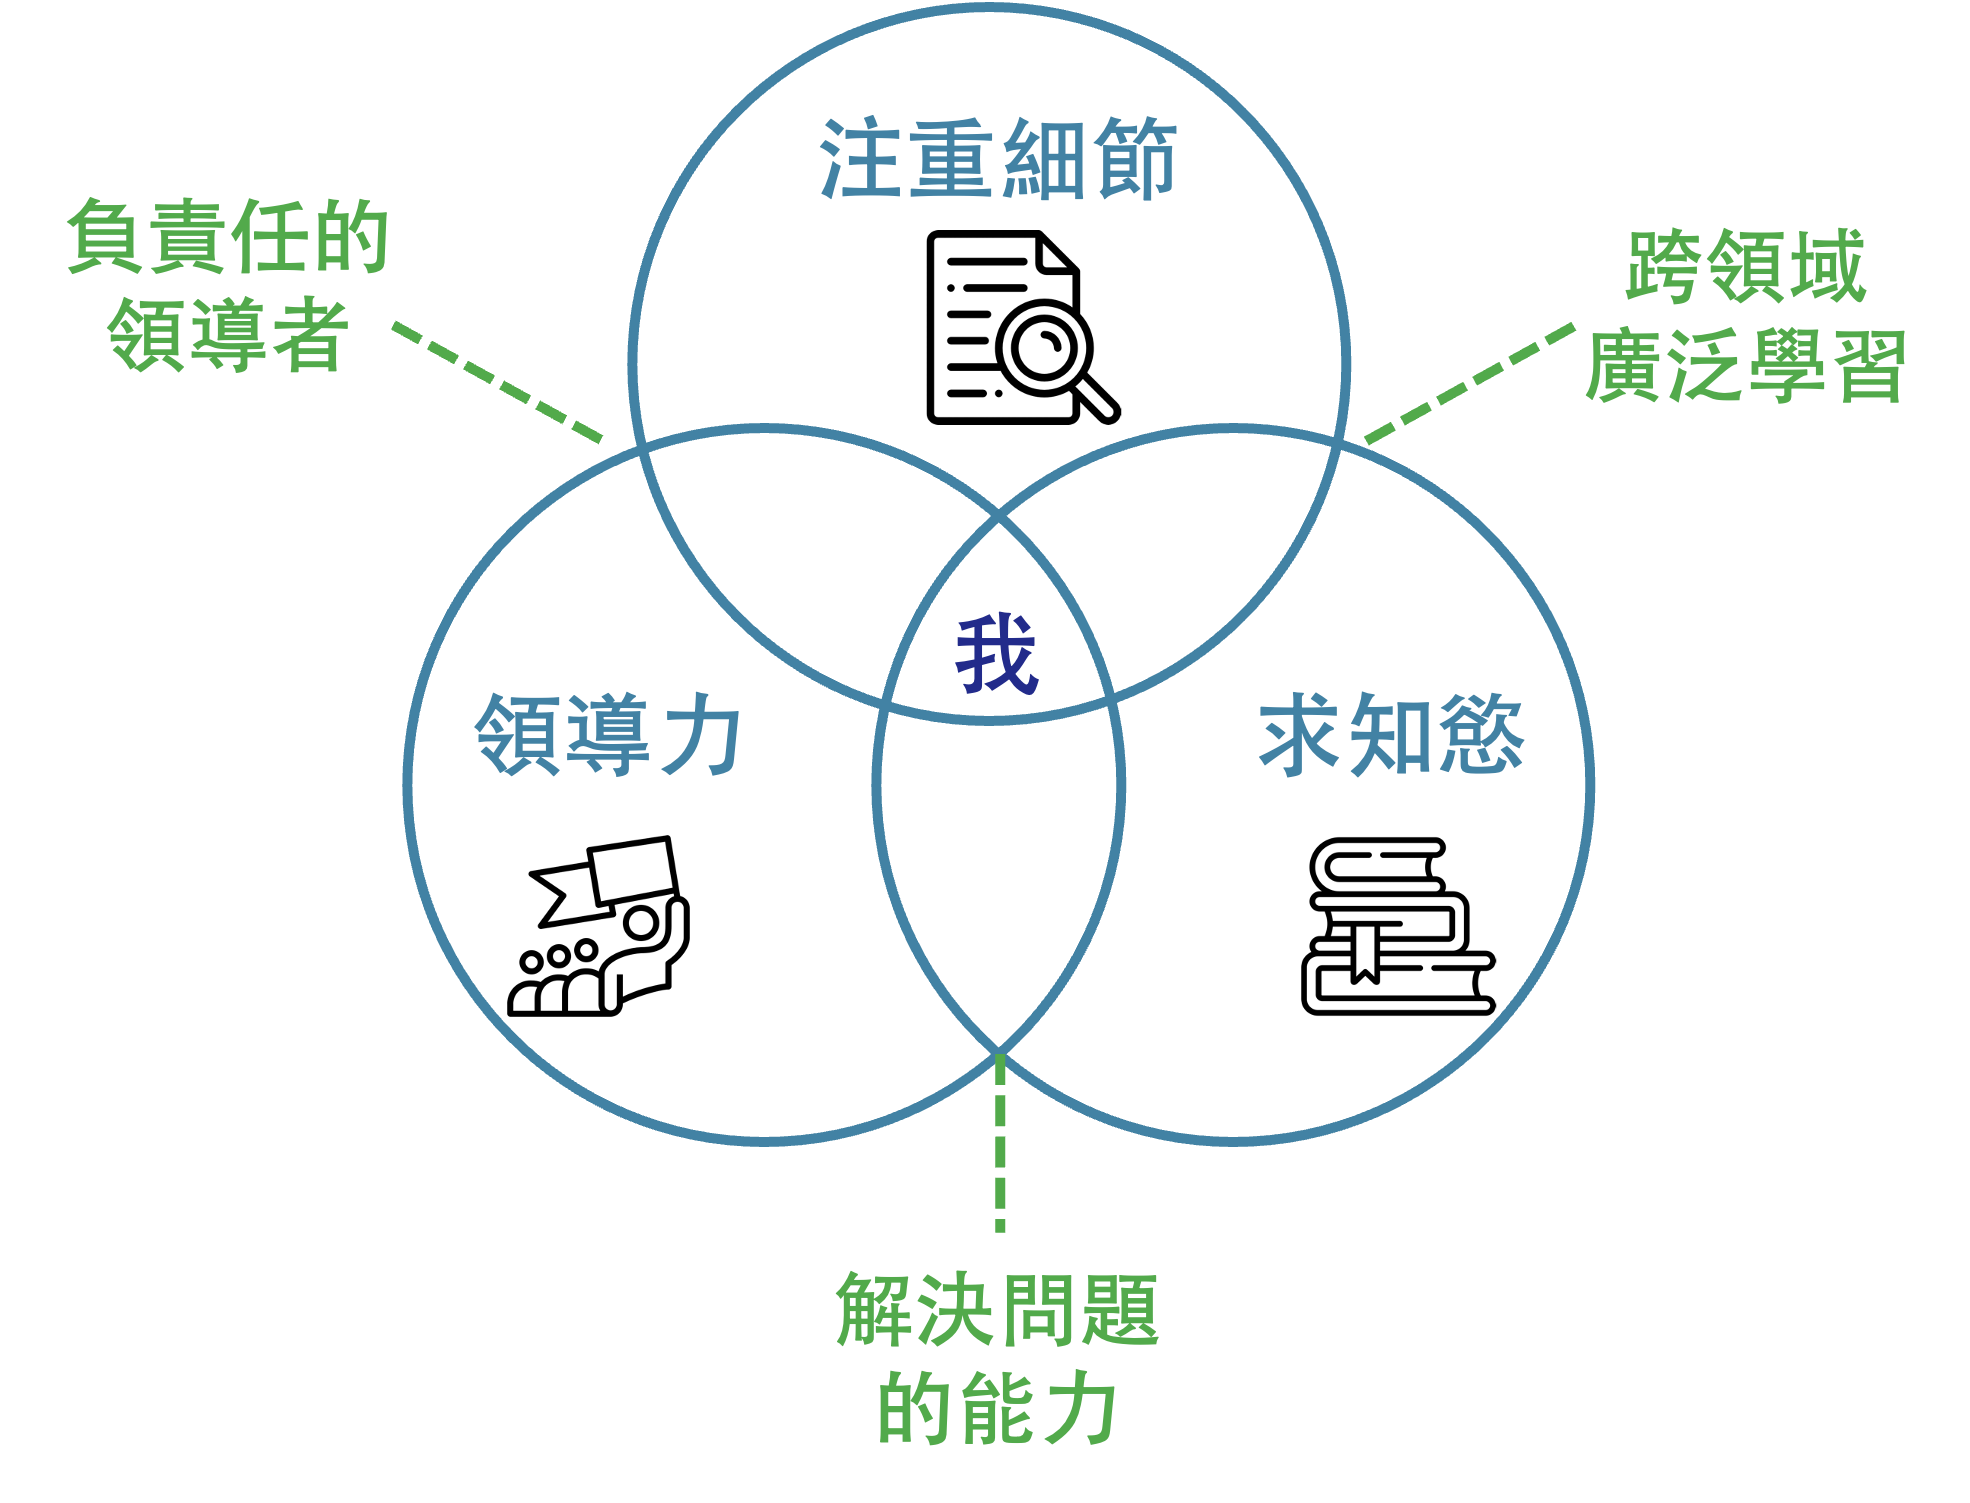 注重細節
負責任的
領導者
跨領域
廣泛學習
我
領導力
求知慾
解決問題
的能力